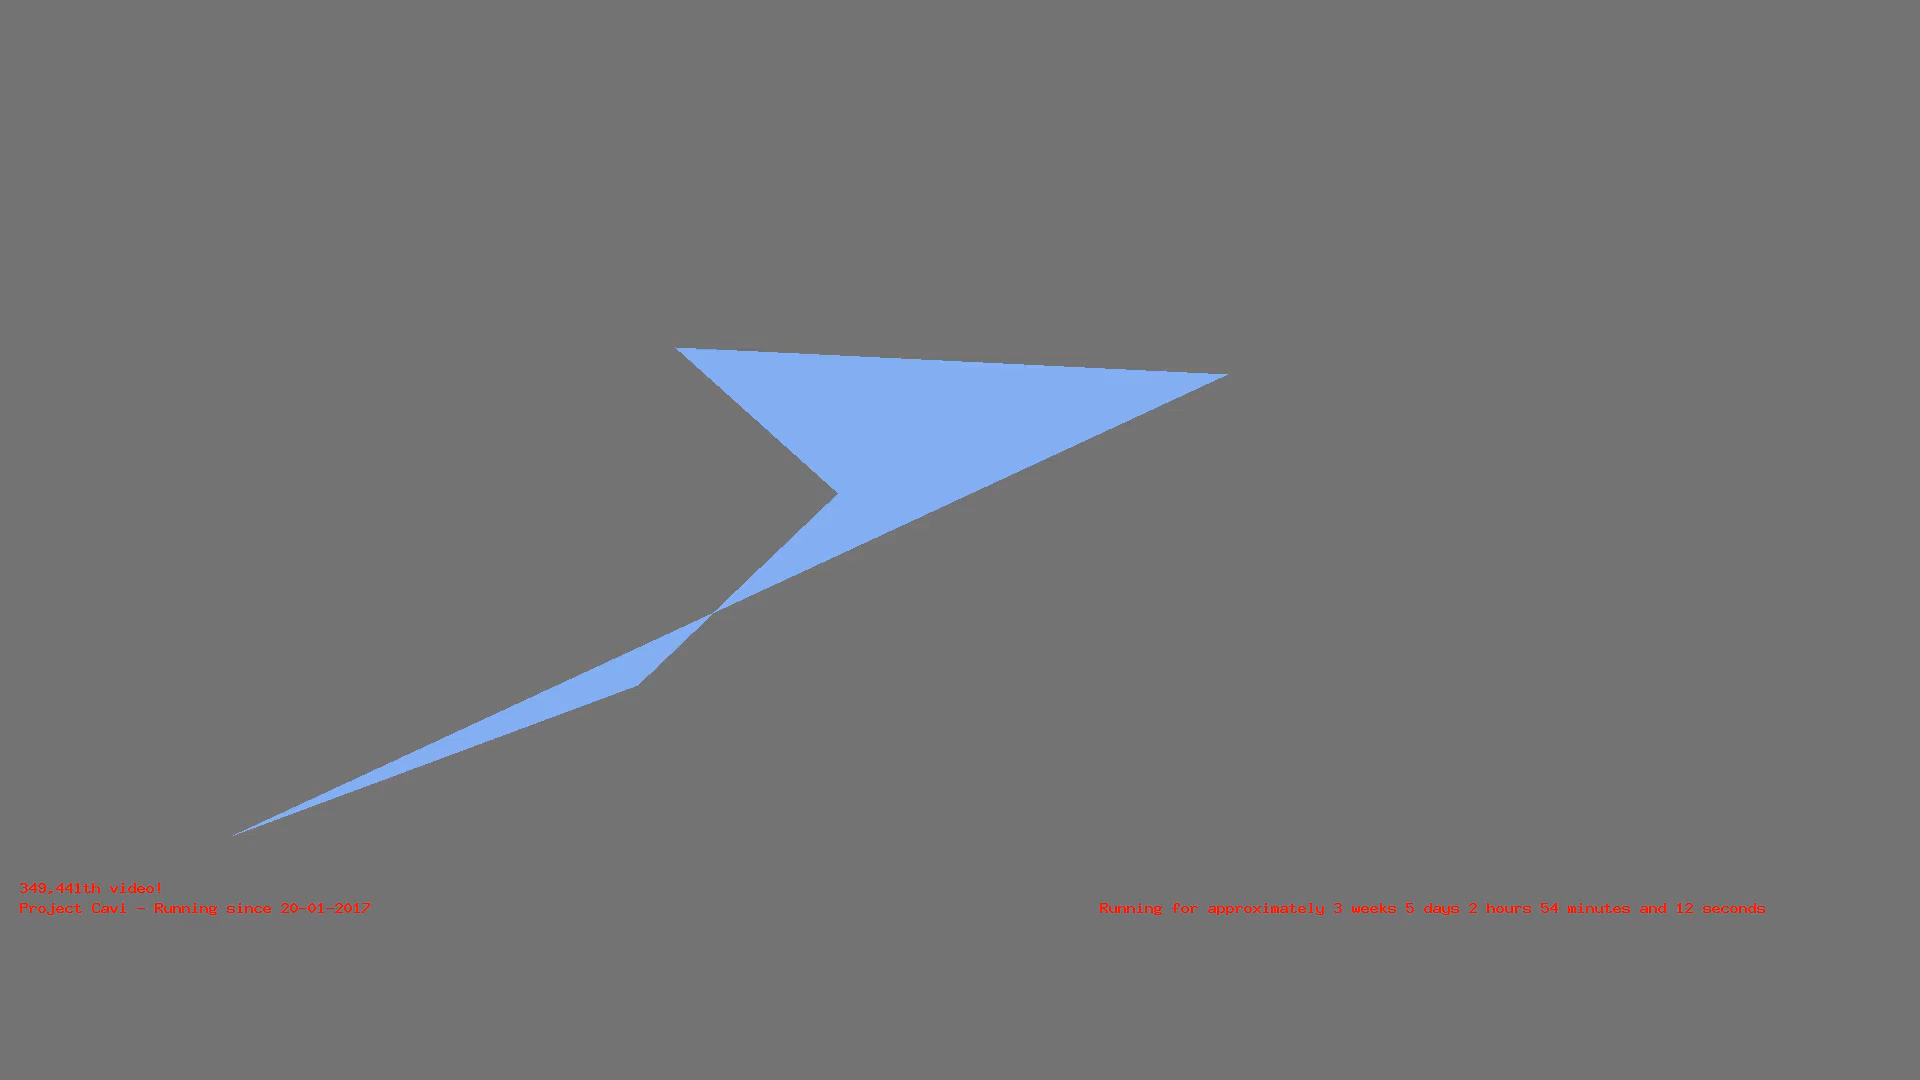 349,441th video!
Project Cavi - Running since 20-01-2017
Running for approximately 3 weeks 5 days 2 hours 54 minutes and 12 seconds